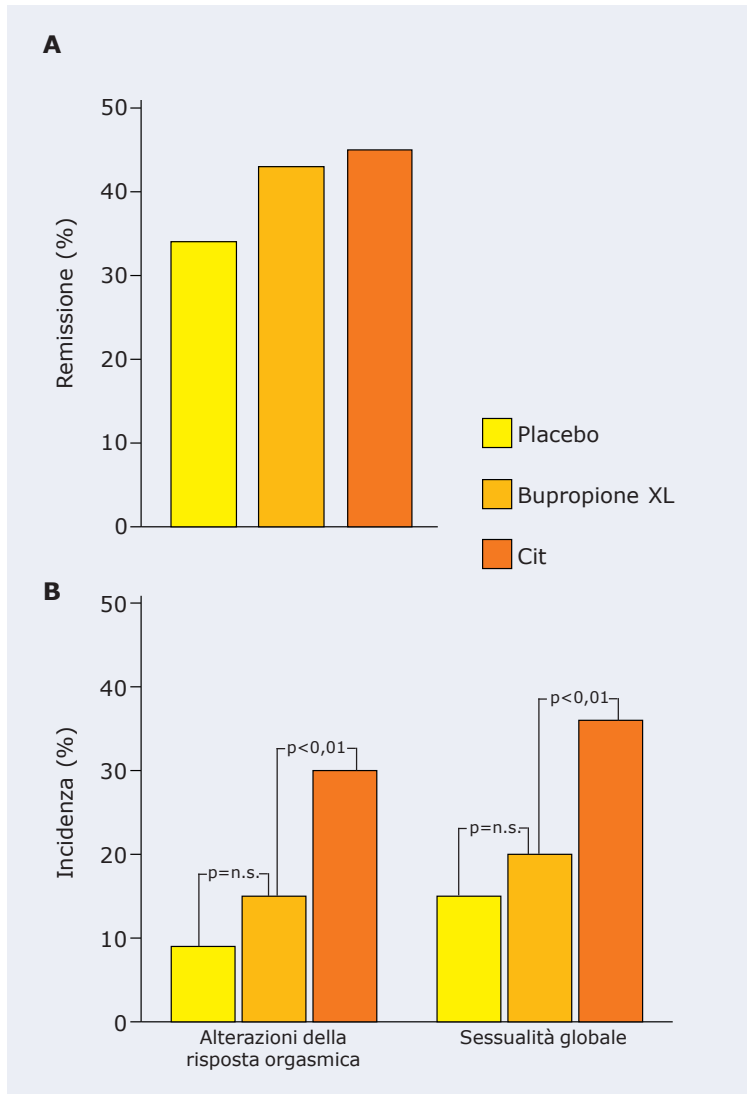 A
50
40
30
20
10
0
Remissione (%)
Placebo
Bupropione XL
Cit
B
50
40
30
20
10
0
Incidenza (%)
p=n.s.
p<0,01
p=n.s.
p<0,01
Alterazioni della
risposta orgasmica
Sessualità globale